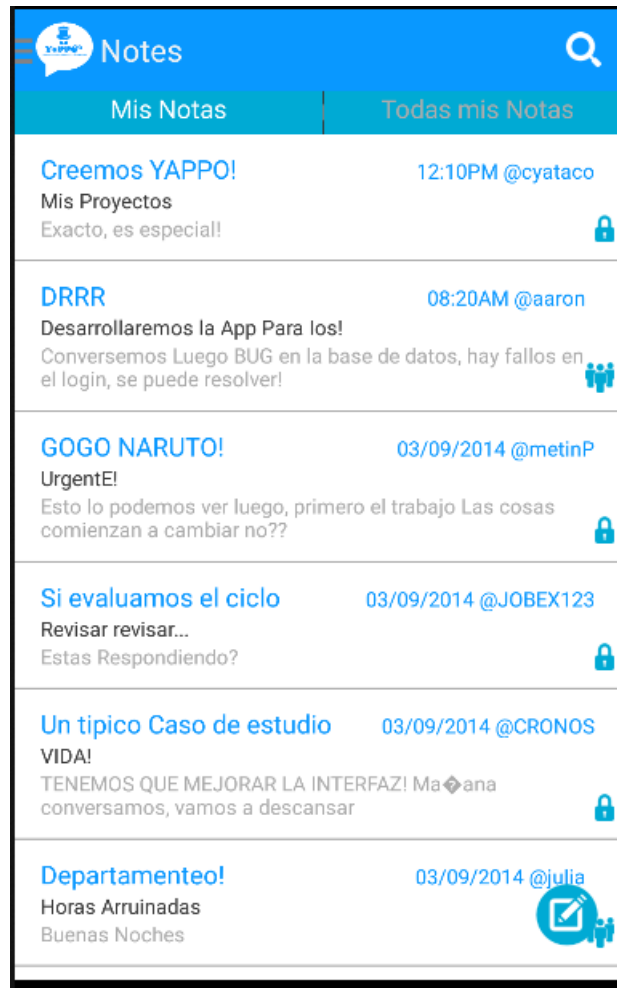 YAPPO
Notes
Mis Notas
Todas mis Notas
Creemos YAPPO!
12:10PM @cyataco
Mis Proyectos
Exacto, es especial!
DRRR
08:20AM @aaron
Desarrollaremos la App Para Ios!
Conversemos Luego BUG en la base de datos, hay fallos en
el login, se puede resolver!
GOGO NARUTO!
03/09/2014 @metinP
UrgentE!
Esto lo podemos ver luego, primero el trabajo Las cosas
comienzan a cambiar no??
Si evaluamos el ciclo
03/09/2014 @JOBEX123
Revisar revisar...
Estas Respondiendo?
Un tipico Caso de estudio
03/09/2014 @CRONOS
VIDA!
TENEMOS QUE MEJORAR LA INTERFAZ! Ma�ana
conversamos, vamos a descansar
Departamenteo!
03/09/2014 @julia
Horas Arruinadas
Buenas Noches